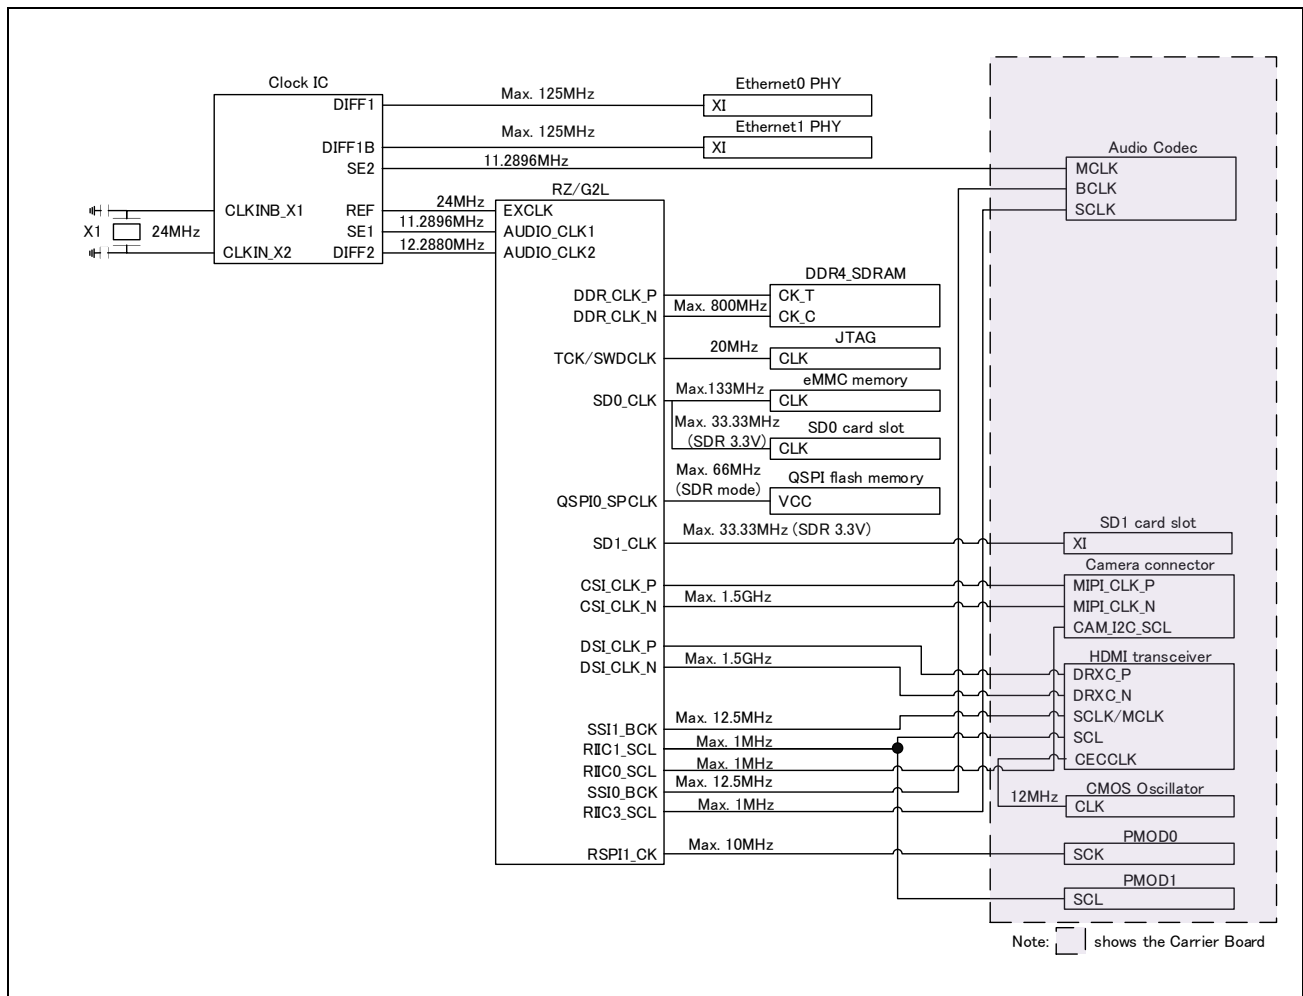 Clock IC
DIFF1
Max. 125MHz
Ethernet0 PHY
XI
DIFF1B
Max. 125MHz
Ethernet1 PHY
XI
SE2
11.2896MHz
Audio Codec
MCLK
BCLK
SCLK
X1
24MHz
CLKINB_X1
CLKIN_X2
REF
SE1
DIFF2
24MHz
11.2896MHz
12.2880MHz
RZ/G2L
EXCLK
AUDIO_CLK1
AUDIO_CLK2
DDR_CLK_P
DDR_CLK_N
Max. 800MHz
DDR4_SDRAM
CK_T
CK_C
TCK/SWDCLK
20MHz
JTAG
CLK
SD0_CLK
Max.133MHz
eMMC memory
CLK
Max. 33.33MHz
(SDR 3.3V)
SD0 card slot
CLK
QSPI0_SPCLK
Max. 66MHz
(SDR mode)
QSPI flash memory
VCC
SD1_CLK
Max. 33.33MHz (SDR 3.3V)
SD1 card slot
XI
CSI_CLK_P
CSI_CLK_N
Max. 1.5GHz
Camera connector
MIPI_CLK_P
MIPI_CLK_N
CAM_I2C_SCL
DSI_CLK_P
DSI_CLK_N
Max. 1.5GHz
HDMI transceiver
DRXC_P
DRXC_N
SCLK/MCLK
SCL
CECCLK
SSI1_BCK
Max. 12.5MHz
RIIC1_SCL
Max. 1MHz
RIIC0_SCL
Max. 1MHz
SSI0_BCK
Max. 12.5MHz
RIIC3_SCL
Max. 1MHz
12MHz
CMOS Oscillator
CLK
RSPI1_CK
Max. 10MHz
PMOD0
SCK
PMOD1
SCL
Note: shows the Carrier Board